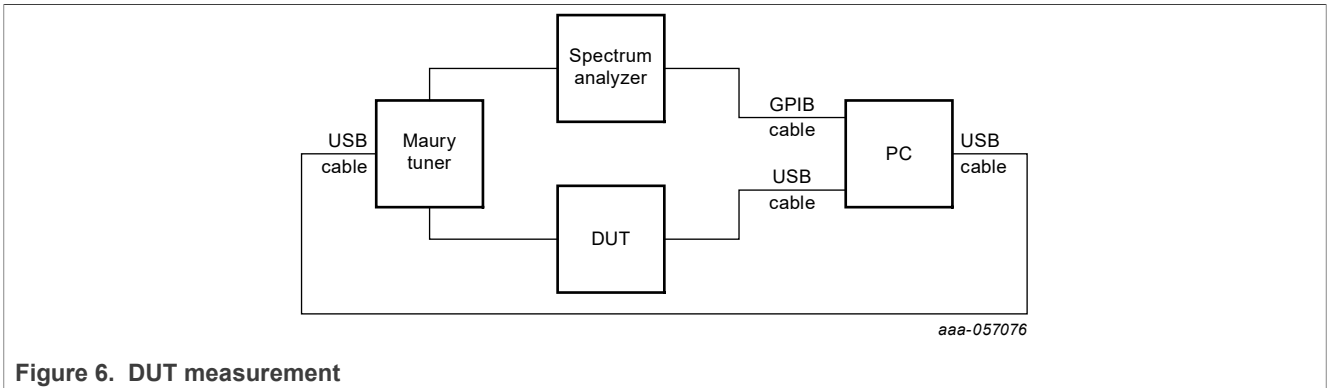 Spectrum
analyzer
GPIB
cable
USB
cable
Maury
tuner
PC
USB
cable
USB
cable
DUT
aaa-057076
Figure 6. DUT measurement